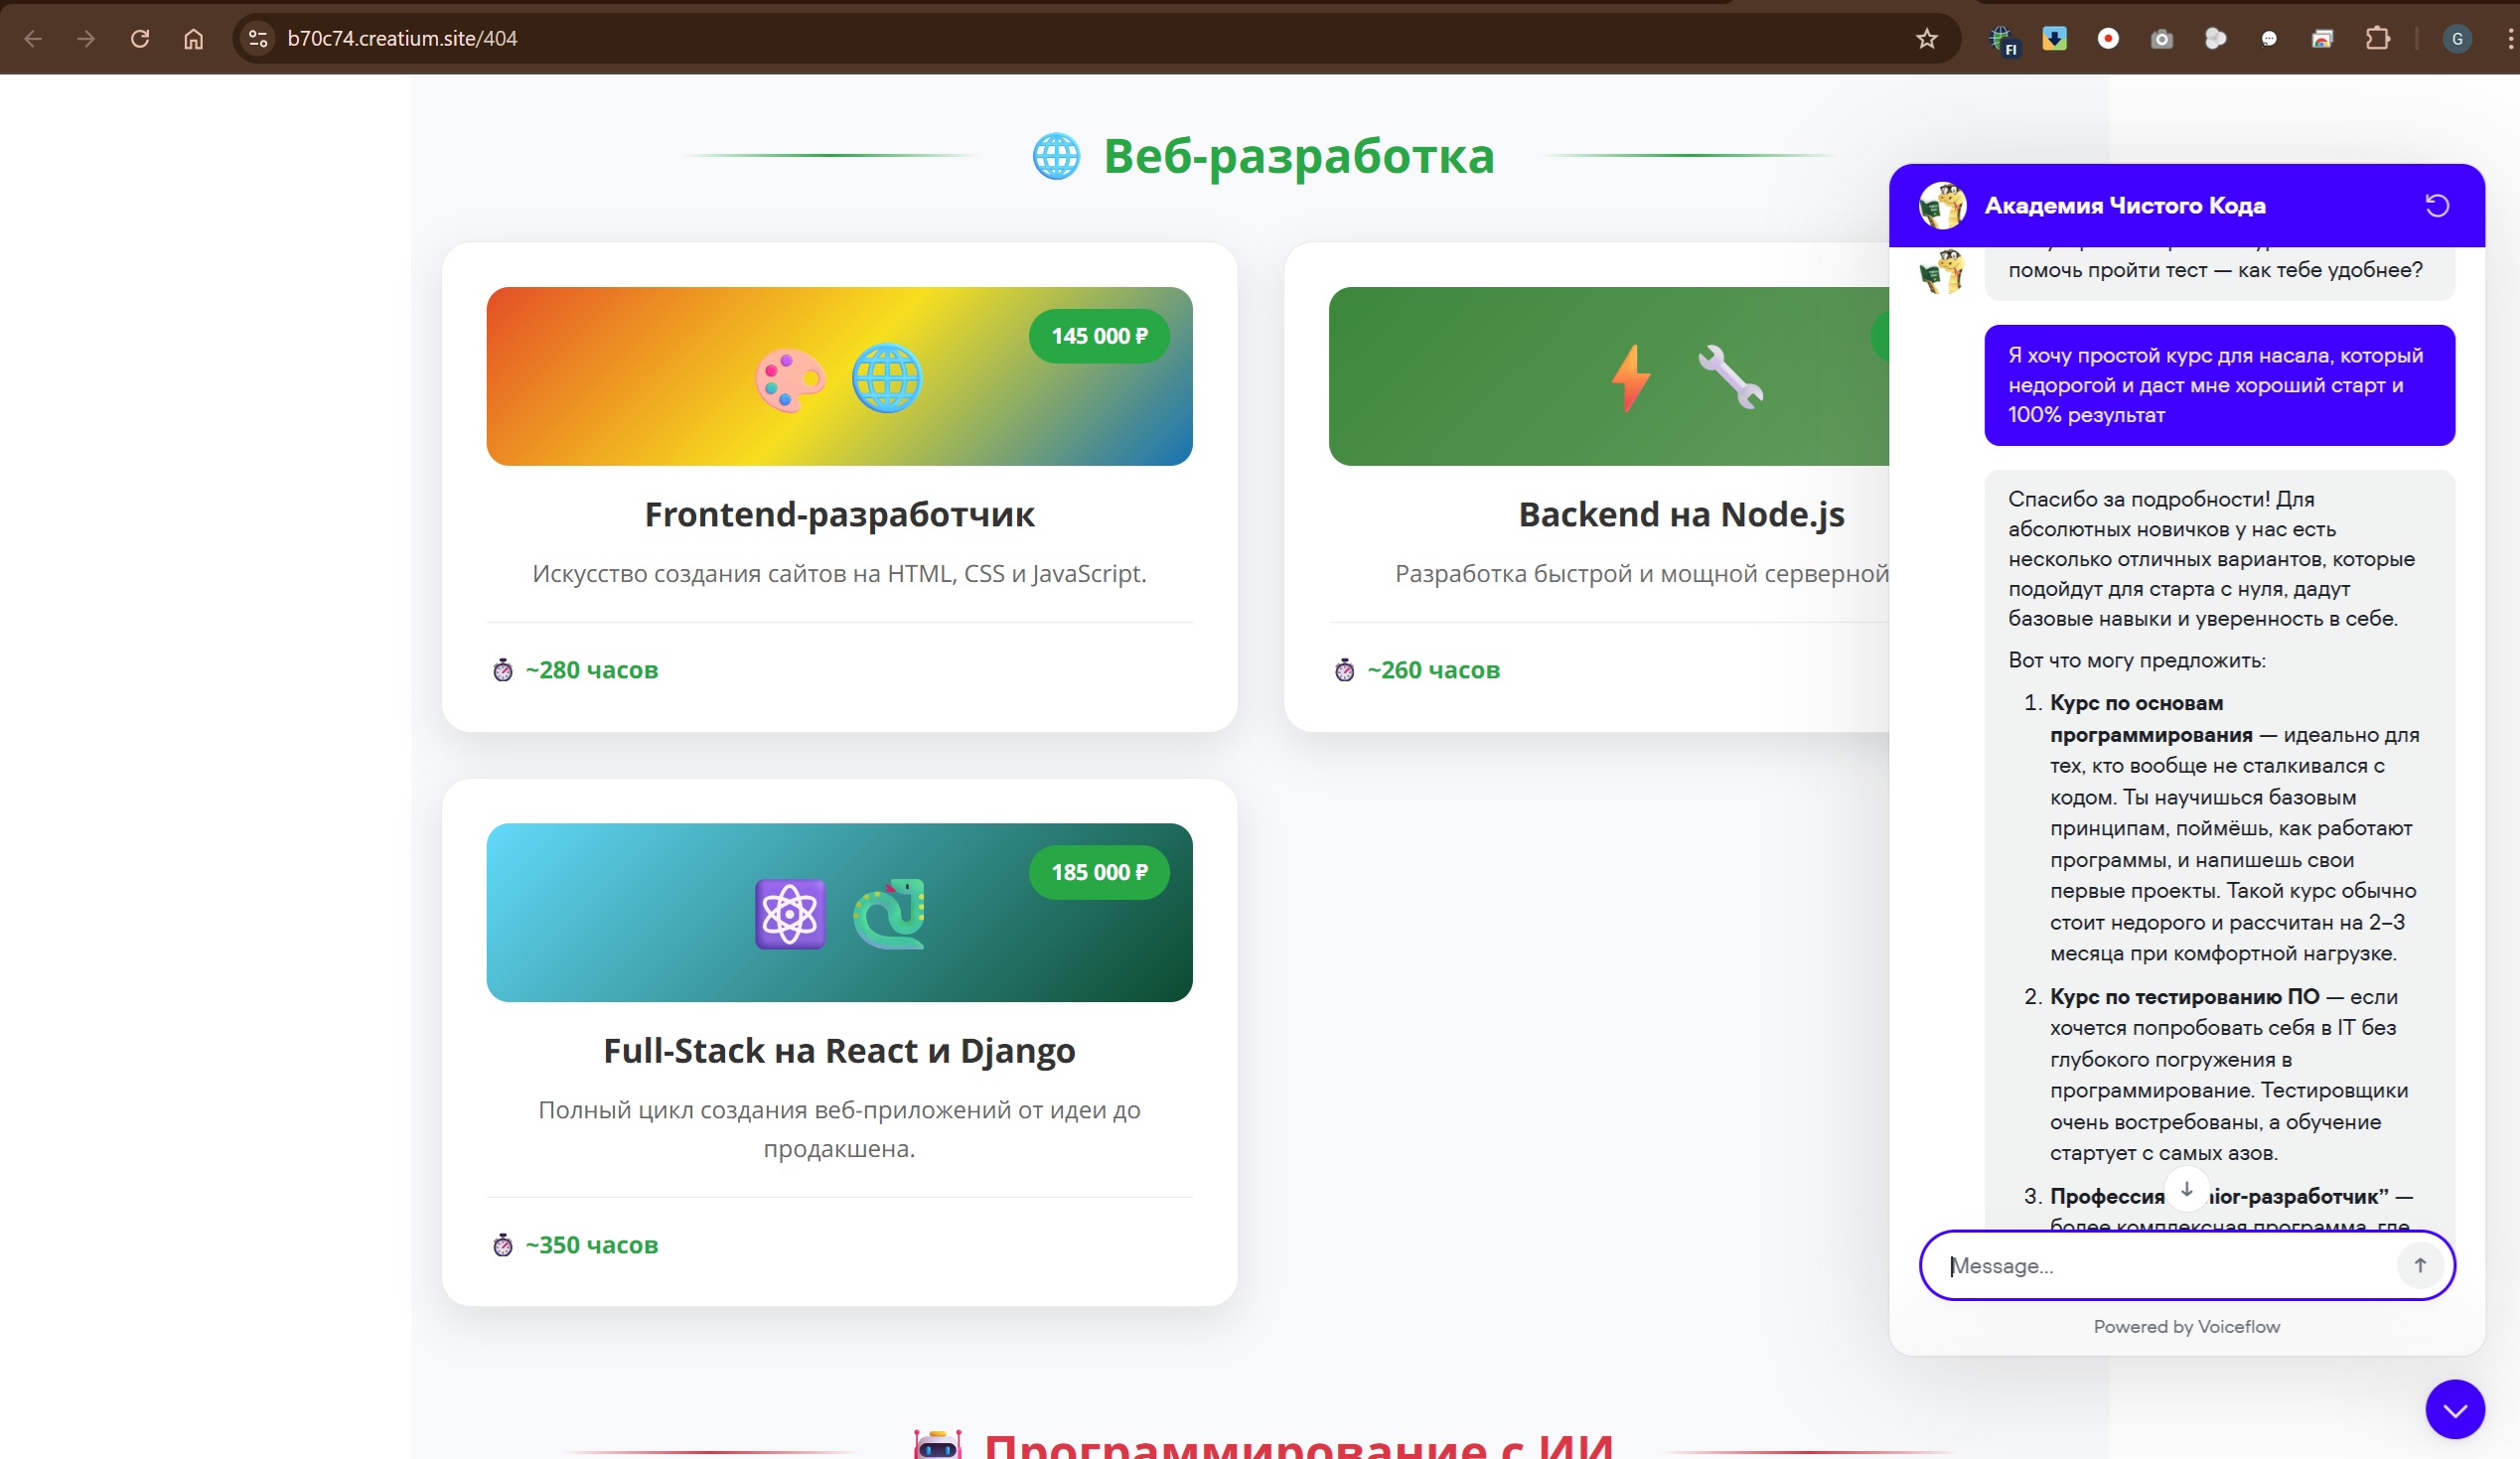 b70c74.creatium.site/404
FI
G
🌐 Веб-разработка
145 000 ₽
Frontend-разработчик
Искусство создания сайтов на HTML, CSS и JavaScript.
~280 часов
Backend на Node.js
Разработка быстрой и мощной серверной
~260 часов
185 000 ₽
Full-Stack на React и Django
Полный цикл создания веб-приложений от идеи до
продакшена.
~350 часов
Программирование с ИИ
Академия Чистого Кода
помочь пройти тест — как тебе удобнее?
Я хочу простой курс для насала, который
недорогой и даст мне хороший старт и
100% результат
Спасибо за подробности! Для
абсолютных новичков у нас есть
несколько отличных вариантов, которые
подойдут для старта с нуля, дадут
базовые навыки и уверенность в себе.
Вот что могу предложить:
1. Курс по основам
программирования — идеально для
тех, кто вообще не сталкивался с
кодом. Ты научишься базовым
принципам, поймёшь, как работают
программы, и напишешь свои
первые проекты. Такой курс обычно
стоит недорого и рассчитан на 2–3
месяца при комфортной нагрузке.
2. Курс по тестированию ПО — если
хочется попробовать себя в IT без
глубокого погружения в
программирование. Тестировщики
очень востребованы, а обучение
стартует с самых азов.
3. Профессия ior-разработчик” —
более комплексная программа, где
Message...
Powered by Voiceflow